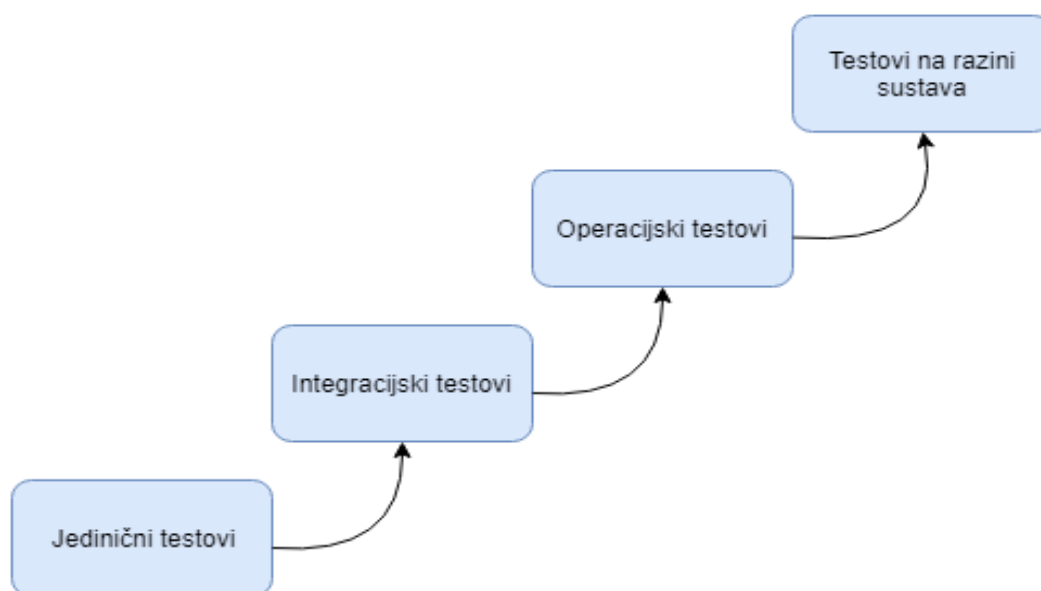 Testovi na razini
sustava
Operacijski testovi
Integracijski testovi
Jedinični testovi